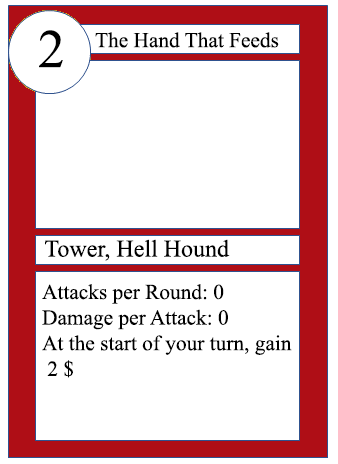 2
The Hand That Feeds
Tower, Hell Hound
Attacks per Round: 0
Damage per Attack: 0
At the start of your turn, gain
2 $